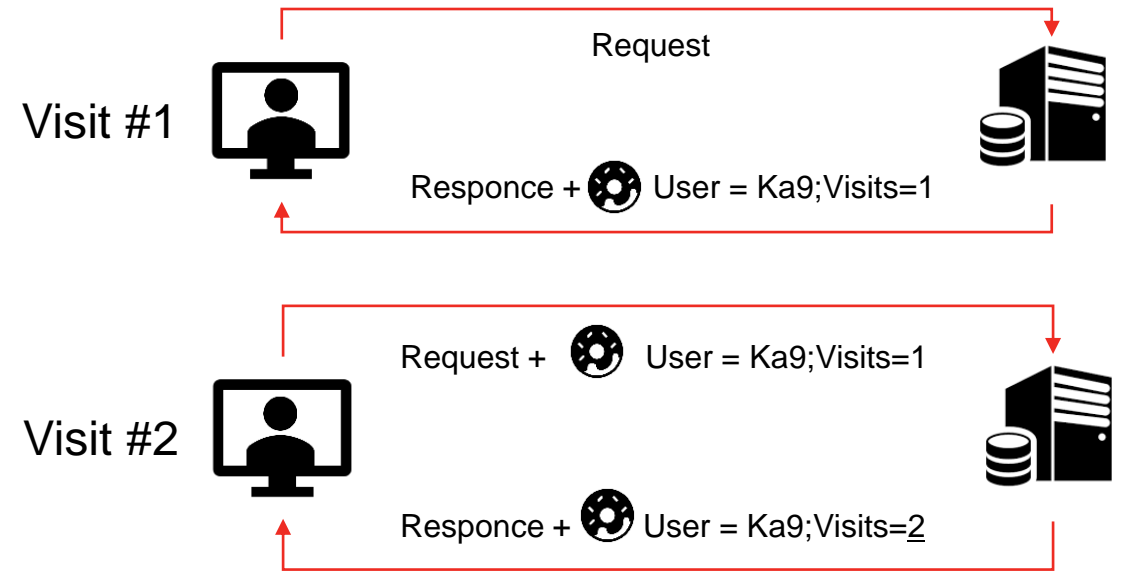 Request
Visit #1
Responce + User = Ka9;Visits=1
Request + User = Ka9;Visits=1
Visit #2
Responce + User = Ka9;Visits=2